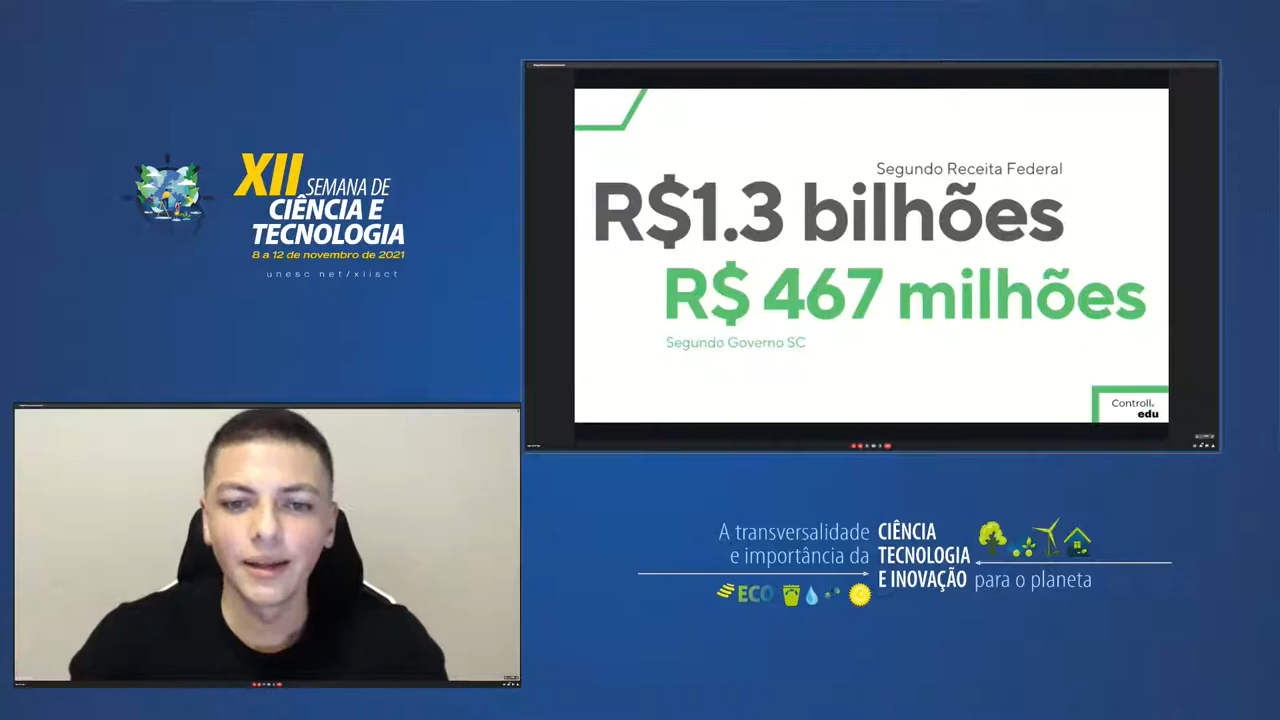 XII SEMANA DE
CIÊNCIA E
TECNOLOGIA
8 a 12 de novembro de 2021
unesc net/xiisct
Segundo Receita Federal
R$1.3 bilhões
R$ 467 milhões
Segundo Governo SC
Controll.
edu
A transversalidade
e importância da
CIÊNCIA
TECNOLOGIA
E INOVAÇÃO
para o planeta
ECO